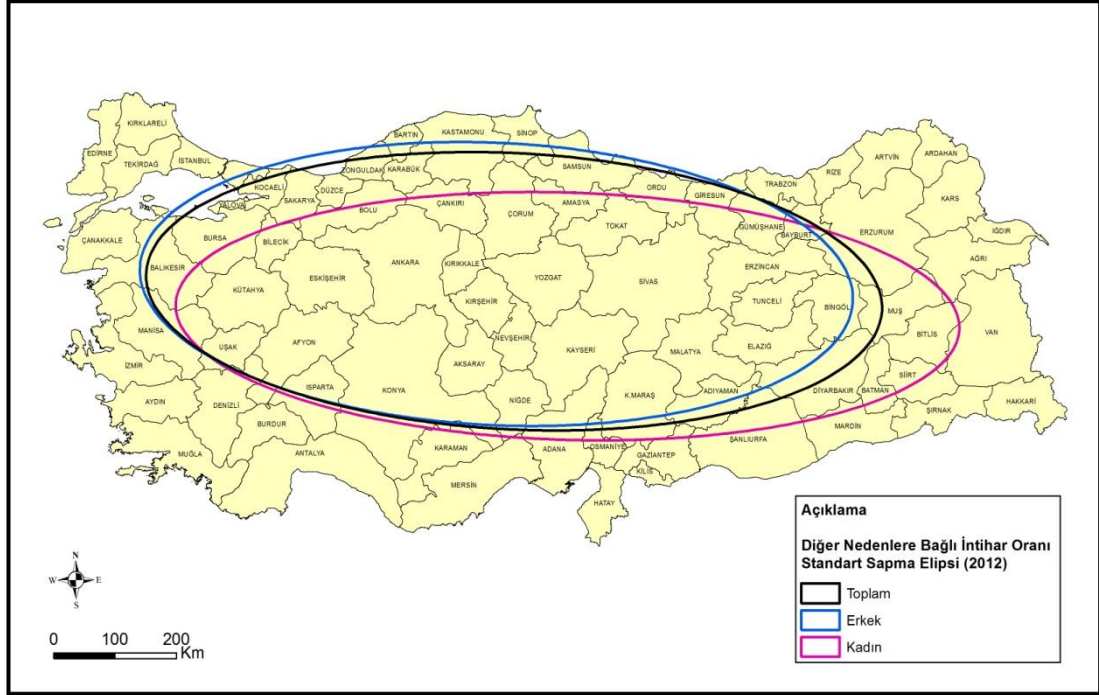 KIRKLARELİ
EDİRNE
TEKİRDAĞ
İSTANBUL
KOCAELİ
YALOVA
SAKARYA
DÜZCE
ZONGULDAK
BARTIN
KARABÜK
KASTAMONU
SİNOP
SAMSUN
ORDU
GİRESUN
TRABZON
RİZE
ARTVİN
ARDAHAN
KARS
IĞDIR
AĞRI
ERZURUM
BAYBURT
GÜMÜŞHANE
TOKAT
AMASYA
ÇORUM
ÇANKIRI
BOLU
BİLECİK
BURSA
ÇANAKKALE
BALIKESİR
KÜTAHYA
ESKİŞEHİR
ANKARA
KIRIKKALE
YOZGAT
SİVAS
ERZİNCAN
TUNCELİ
BİNGÖL
MUŞ
BİTLİS
VAN
KIRŞEHİR
NEVŞEHİR
KAYSERİ
MALATYA
ELAZIĞ
DİYARBAKIR
BATMAN
SİİRT
ŞIRNAK
HAKKARİ
MARDİN
ŞANLIURFA
ADIYAMAN
K.MARAŞ
GAZİANTEP
KİLİS
OSMANİYE
HATAY
ADANA
NİĞDE
AKSARAY
KONYA
KARAMAN
MERSİN
ANTALYA
ISPARTA
BURDUR
AFYON
UŞAK
MANİSA
İZMİR
AYDIN
DENİZLİ
MUĞLA
N
W E
S
0 100 200
Km
Açıklama
Diğer Nedenlere Bağlı İntihar Oranı
Standart Sapma Elipsi (2012)
Toplam
Erkek
Kadın